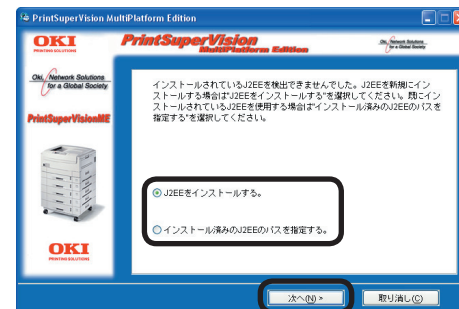 PrintSuperVision MultiPlatform Edition
OKI
PRINTING SOLUTIONS
PrintSuperVision
MultiPlatform Edition
Oki, Network Solutions
for a Global Society
Oki, Network Solutions
for a Global Society
PrintSuperVisionME
OKI
PRINTING SOLUTIONS
インストールされているJ2EEを検出できませんでした。J2EEを新規にイン
ストールする場合は"J2EEをインストールする"を選択してください。既にイン
ストールされているJ2EEを使用する場合は"インストール済みのJ2EEのパスを
指定する"を選択してください。
J2EEをインストールする。
インストール済みのJ2EEのパスを指定する。
次へ(N) >
取り消し(C)